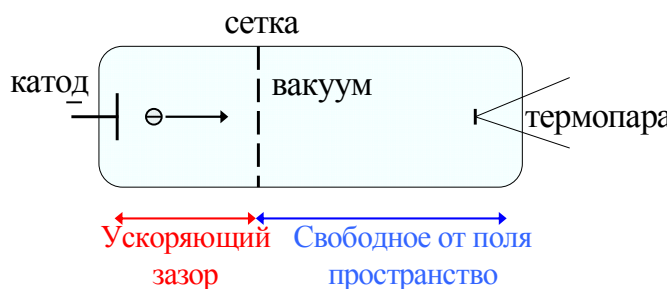 сетка
катод
вакуум
термопара
Ускоряющий
зазор
Свободное от поля
пространство